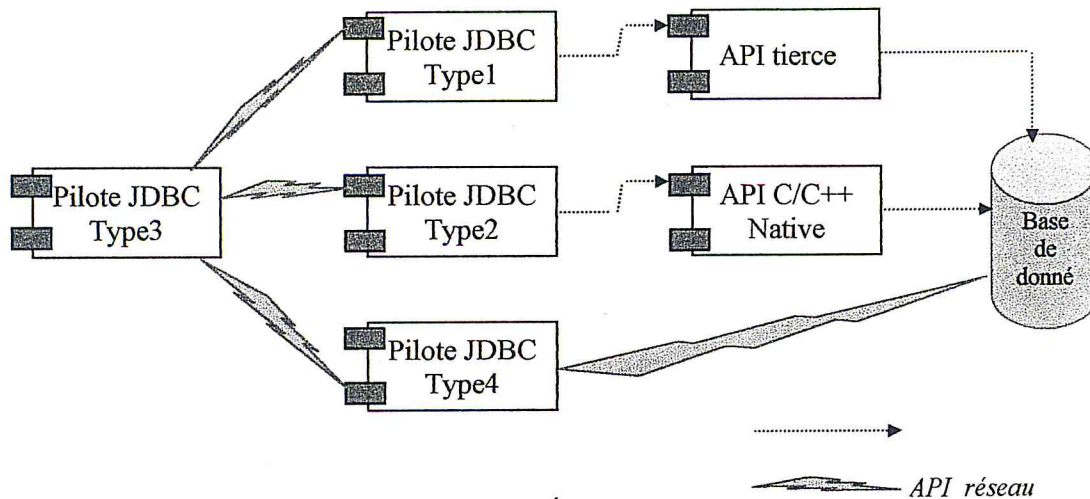 Pilote JDBC
Type1
API tierce
Pilote JDBC
Type3
Pilote JDBC
Type2
API C/C++
Native
Base
de
donné
Pilote JDBC
Type4
API réseau